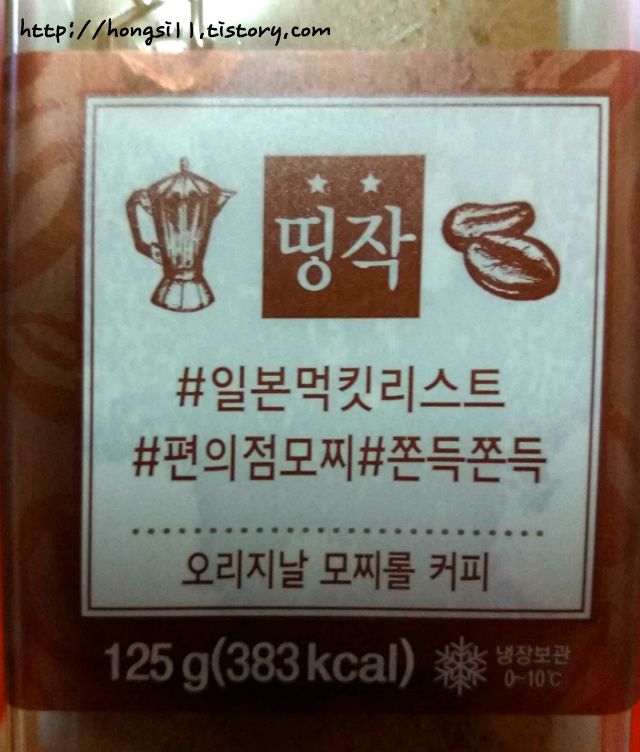 http://hongsi11.tistory.com
띵작
#일본먹킷리스트
#편의점모찌#쫀득쫀득
오리지날 모찌롤 커피
125g(383kcal)
냉장보관
0~10℃